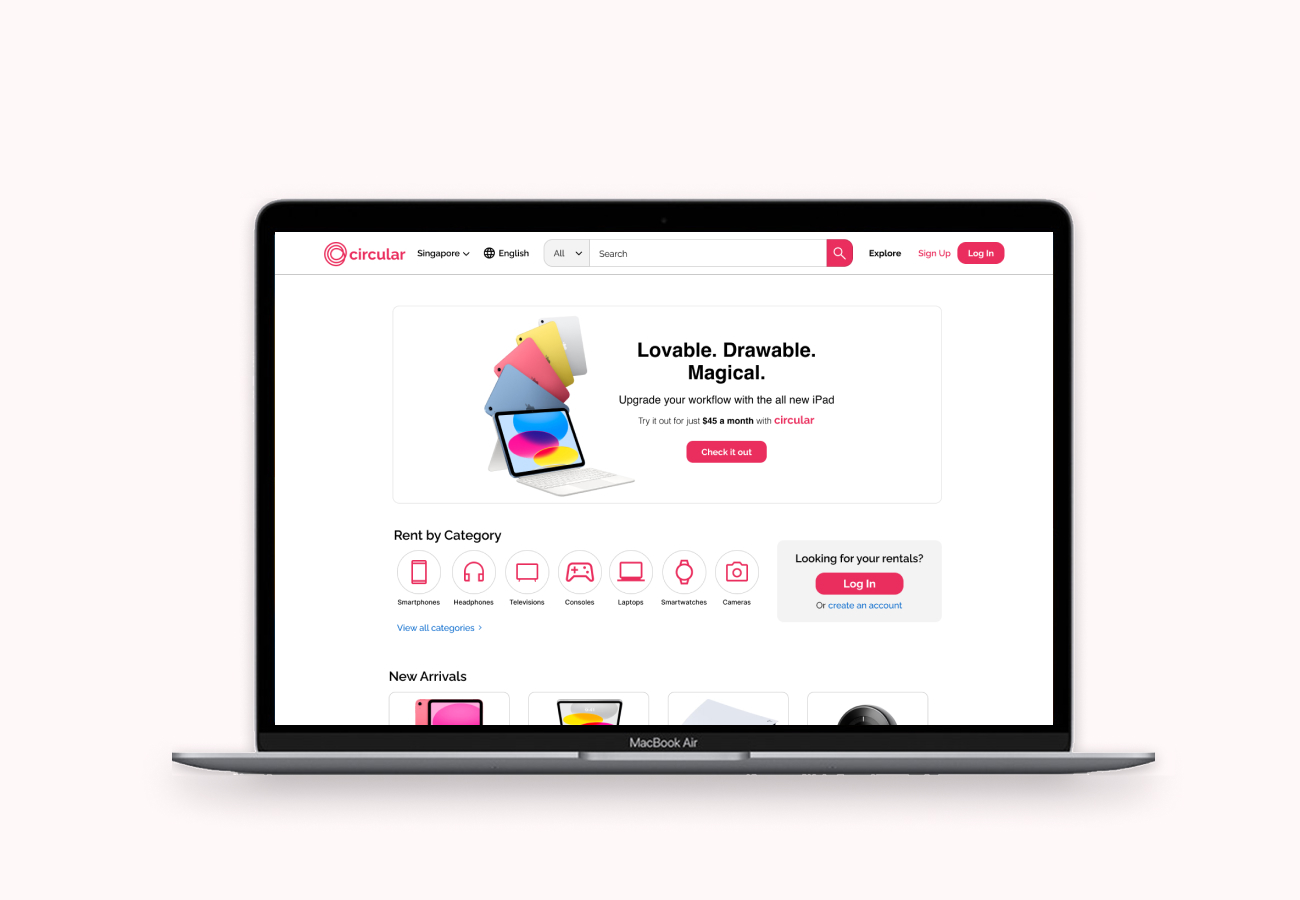 circular
Singapore
English
All
Search
Explore
Sign Up
Log In
Lovable. Drawable.
Magical.
Upgrade your workflow with the all new iPad
Try it out for just $45 a month with circular
Check it out
Rent by Category
Smartphones
Headphones
Televisions
Consoles
Laptops
Smartwatches
Cameras
View all categories
Looking for your rentals?
Log In
Or create an account
New Arrivals
MacBook Air